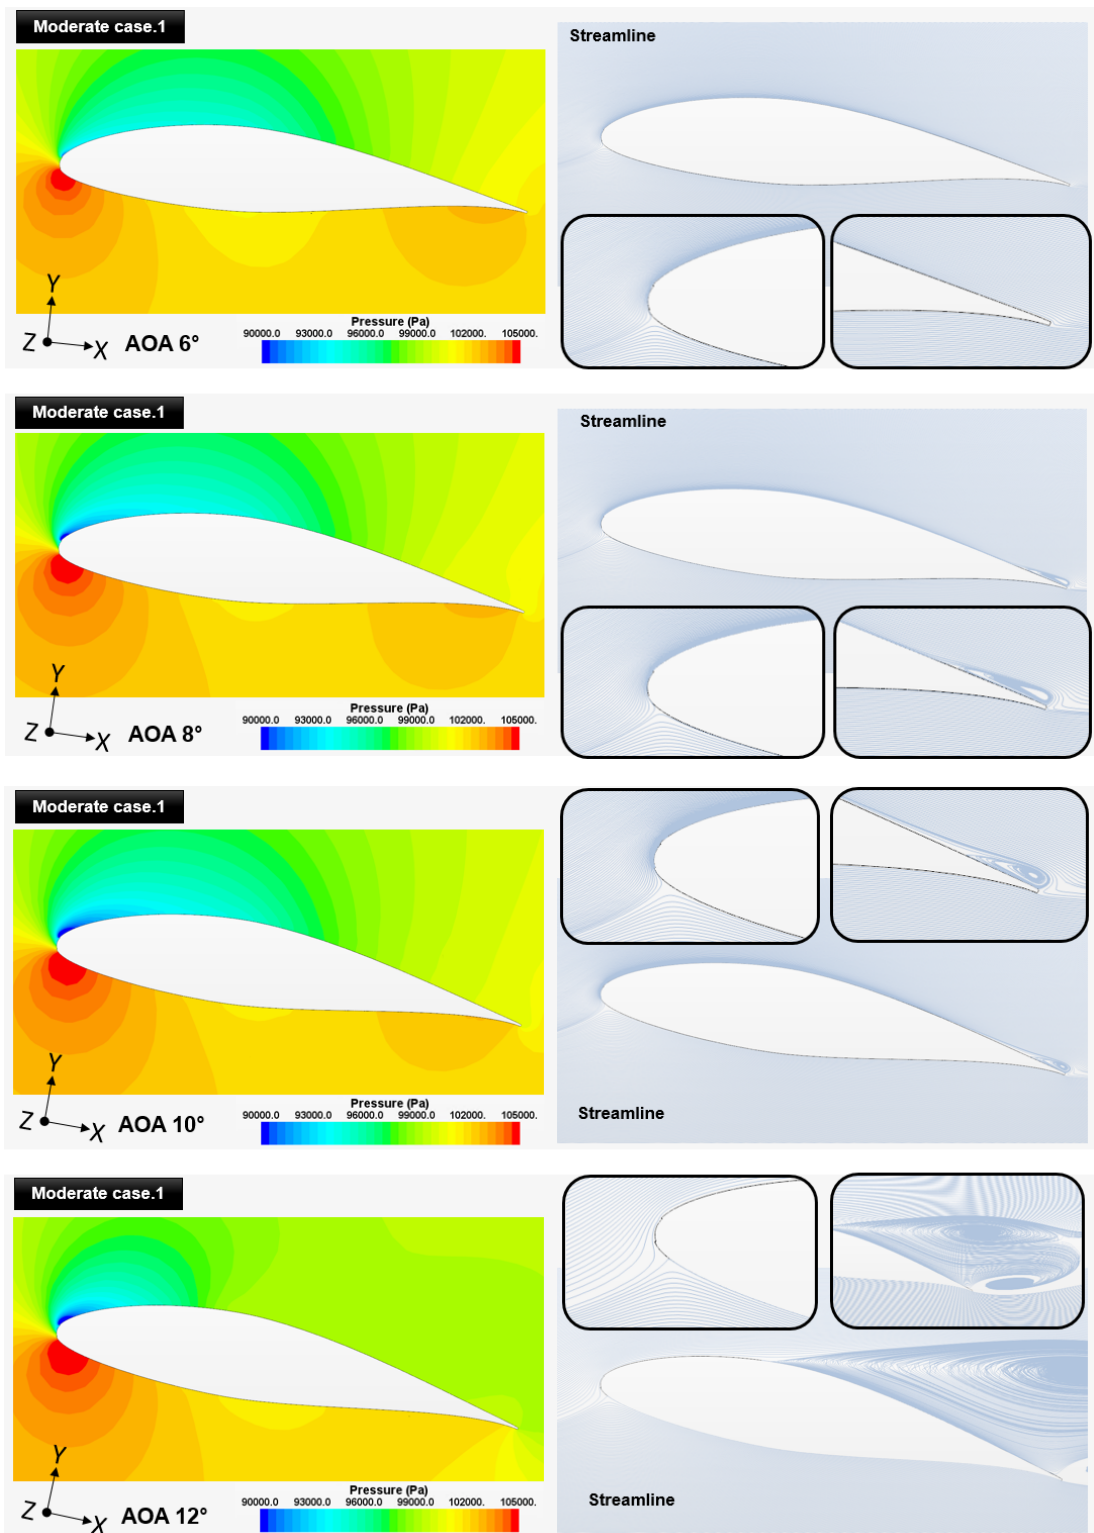 Moderate case.1
Streamline
Y
Z X AOA 6°
Pressure (Pa)
90000.0 93000.0 96000.0 99000.0 102000. 105000.
Moderate case.1
Streamline
Y
Z X AOA 8°
Pressure (Pa)
90000.0 93000.0 96000.0 99000.0 102000. 105000.
Moderate case.1
Y
Z X AOA 10°
Pressure (Pa)
90000.0 93000.0 96000.0 99000.0 102000. 105000.
Streamline
Moderate case.1
Y
Z X AOA 12°
Pressure (Pa)
90000.0 93000.0 96000.0 99000.0 102000. 105000.
Streamline